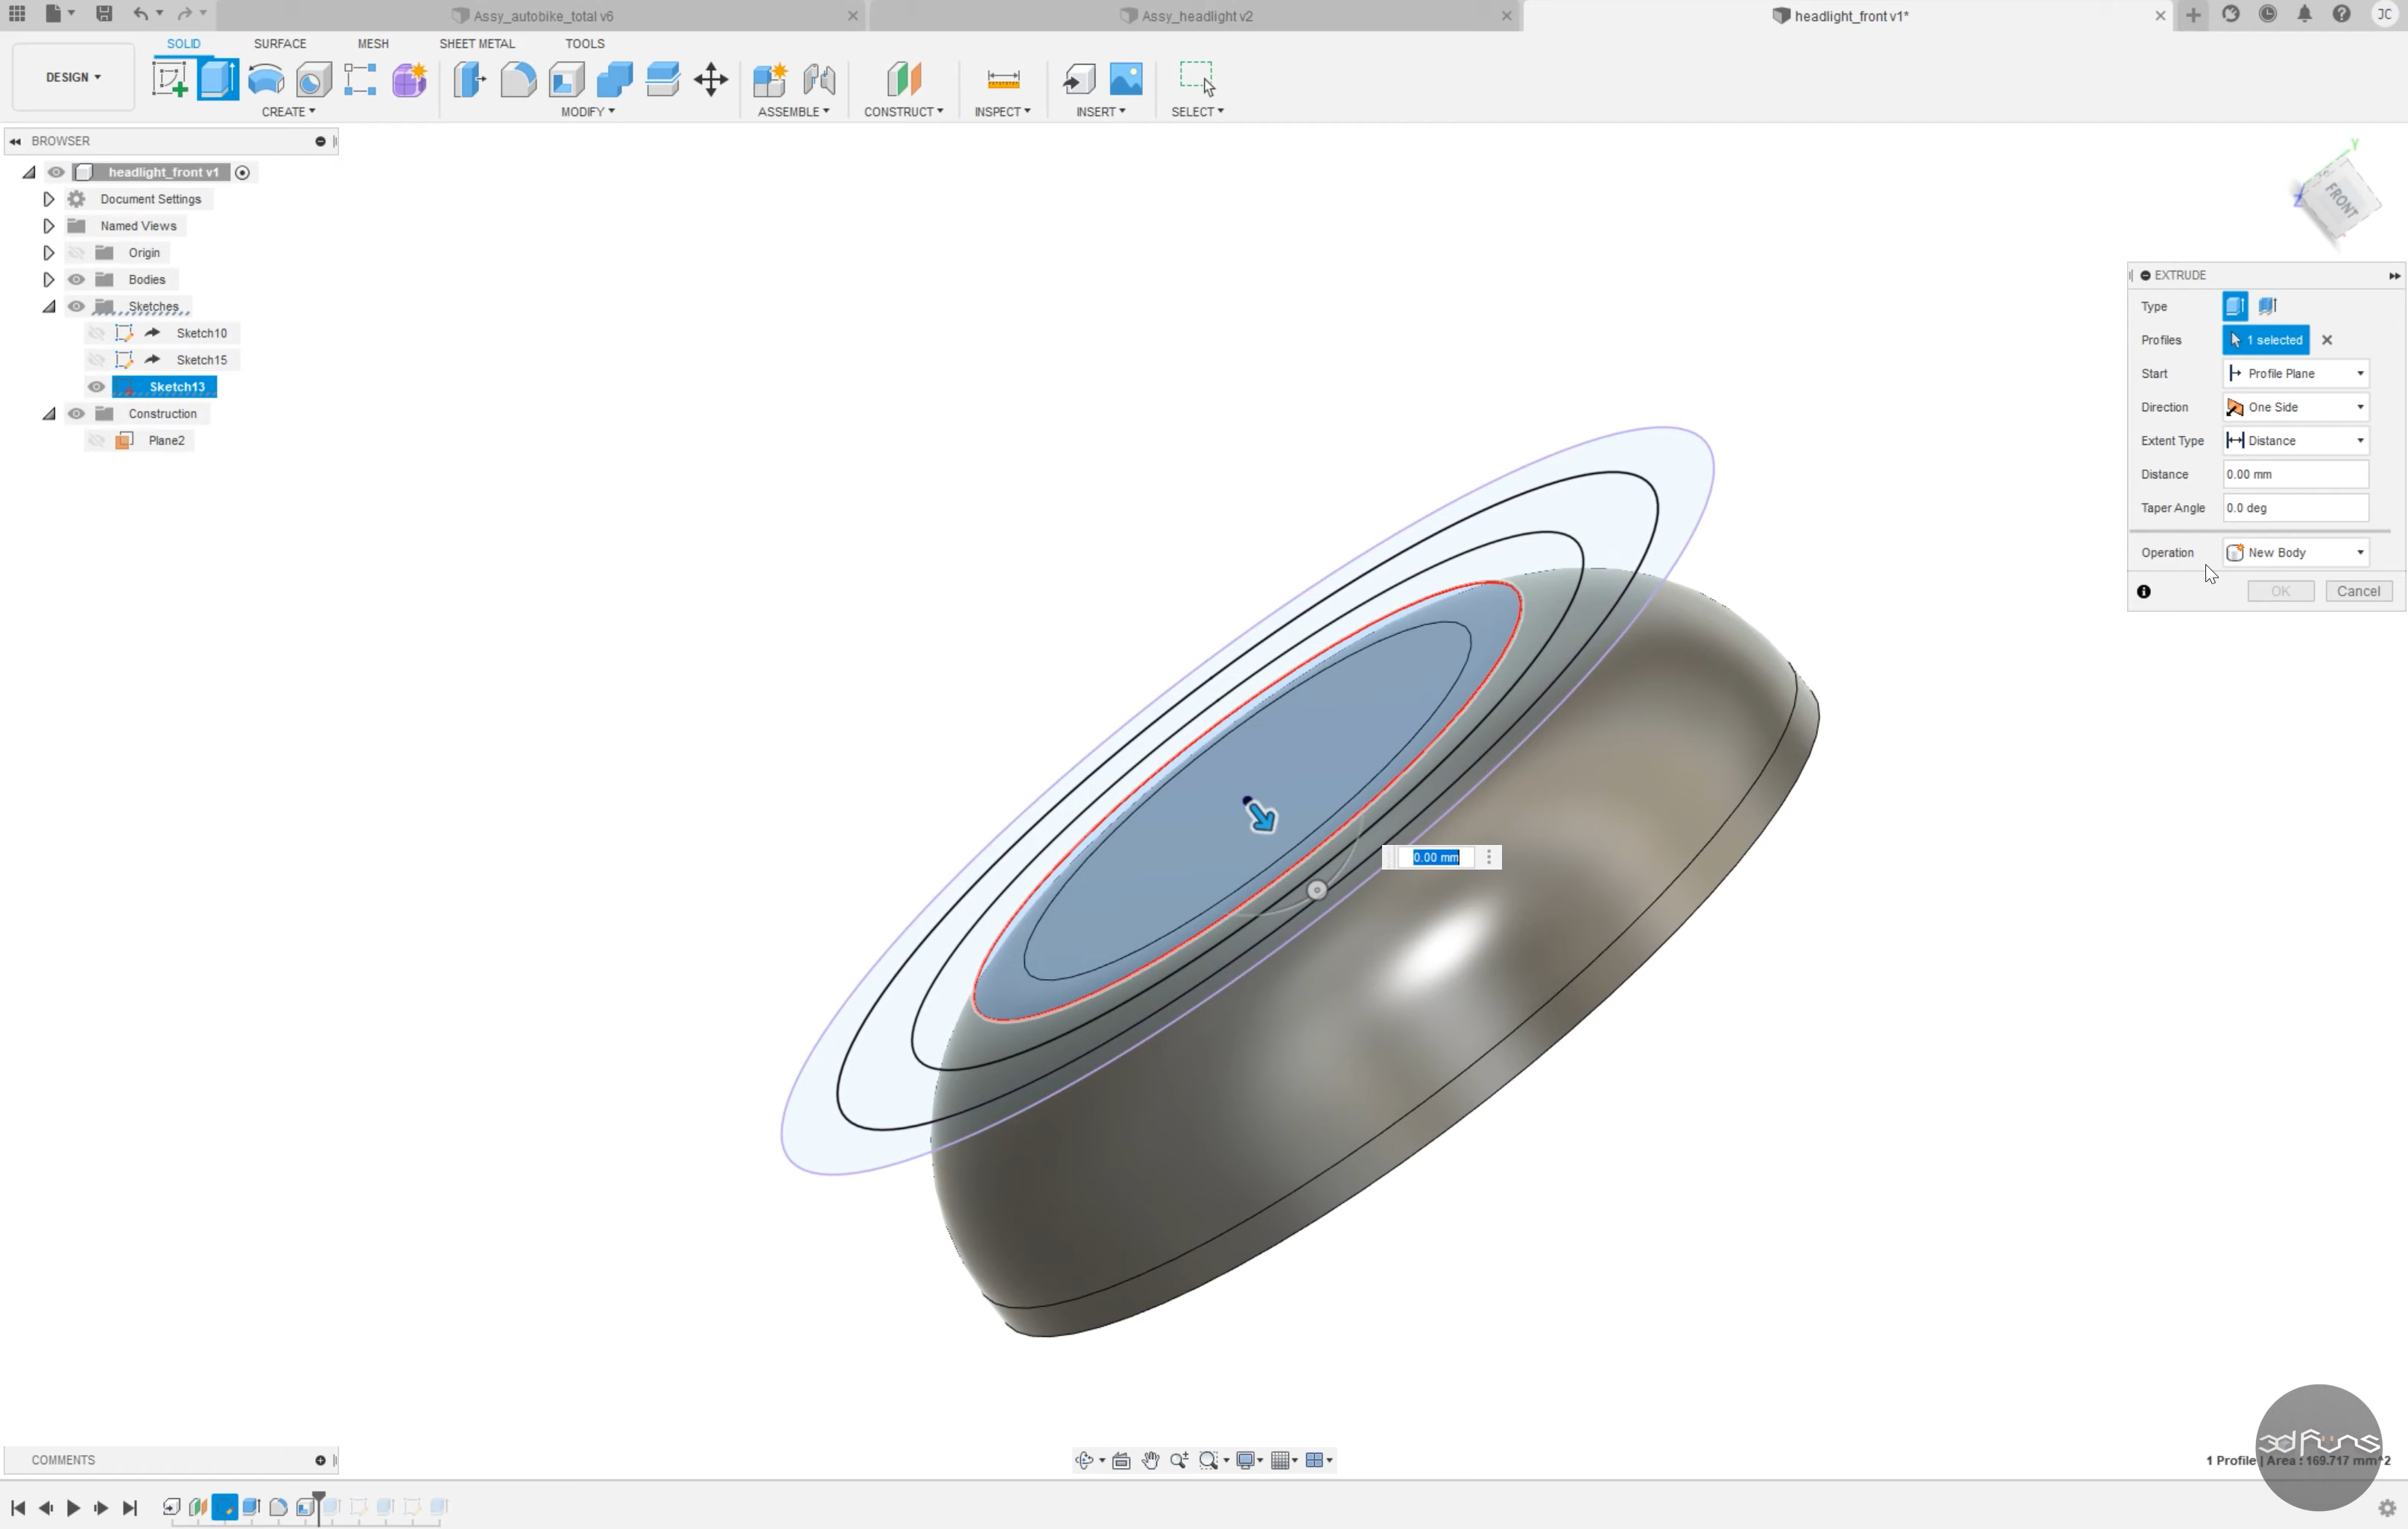 Assy_autobike_total v6
Assy_headlight v2
headlight_front v1*
JC
DESIGN
SOLID
SURFACE
MESH
SHEET METAL
TOOLS
CREATE
MODIFY
ASSEMBLE
CONSTRUCT
INSPECT
INSERT
SELECT
BROWSER
headlight_front v1
Document Settings
Named Views
Origin
Bodies
Sketches
Sketch10
Sketch15
Sketch13
Construction
Plane2
Y
Z
FRONT
EXTRUDE
Type
Profiles 1 selected
Start Profile Plane
Direction One Side
Extent Type Distance
Distance 0.00 mm
Taper Angle 0.0 deg
Operation New Body
OK Cancel
0.00 mm
COMMENTS
3dfuns
1 Profile | Area : 169.717 mm^2